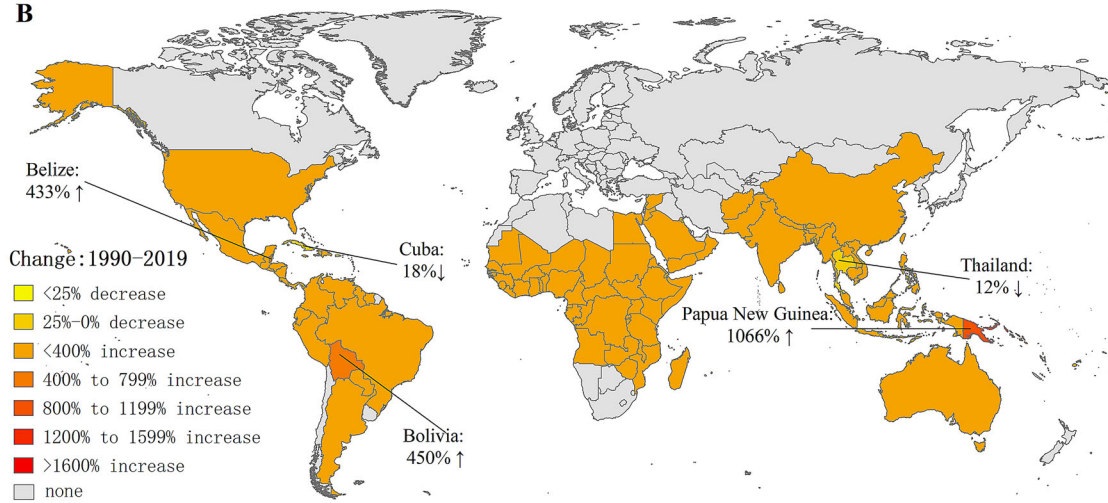 B
Belize:
433% ↑
Cuba:
18%↓
Thailand:
12% ↓
Papua New Guinea:
1066% ↑
Bolivia:
450% ↑
Change:1990-2019
<25% decrease
25%-0% decrease
<400% increase
400% to 799% increase
800% to 1199% increase
1200% to 1599% increase
>1600% increase
none